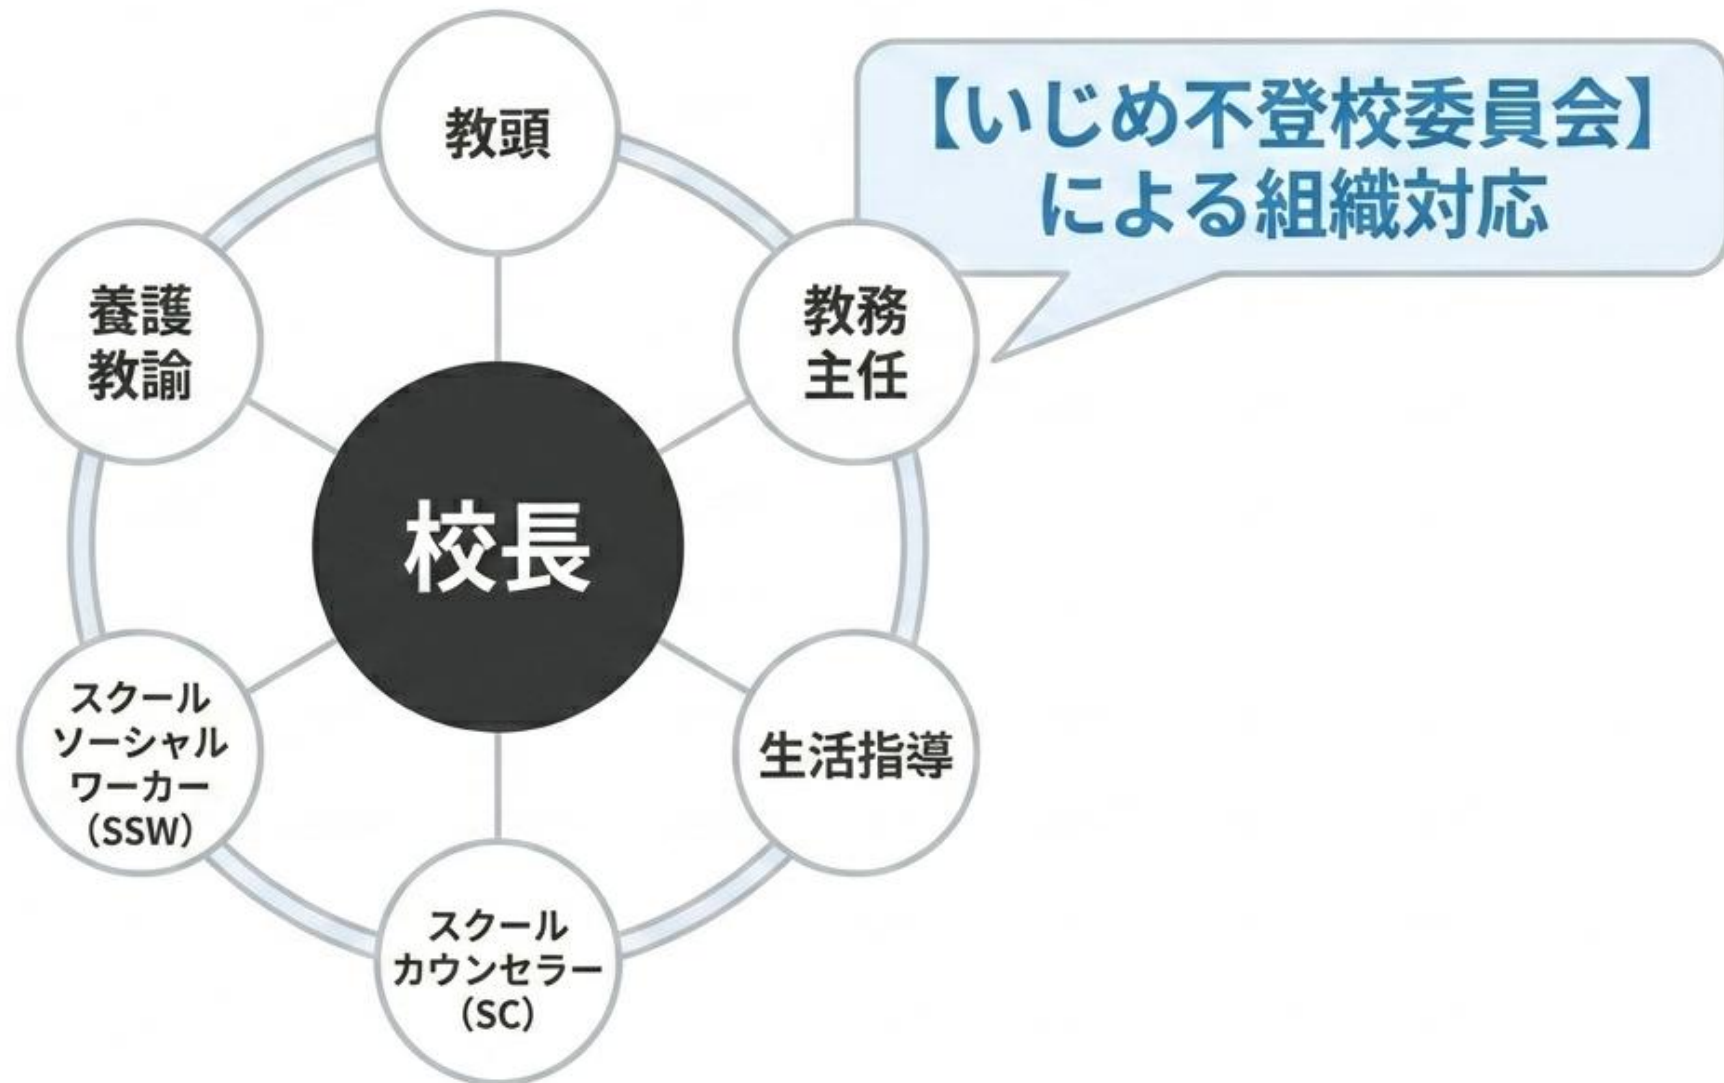 教頭
【いじめ不登校委員会】
による組織対応
養護
教諭
教務
主任
校長
スクール
ソーシャル
ワーカー
（SSW）
生活指導
スクール
カウンセラー
（SC）